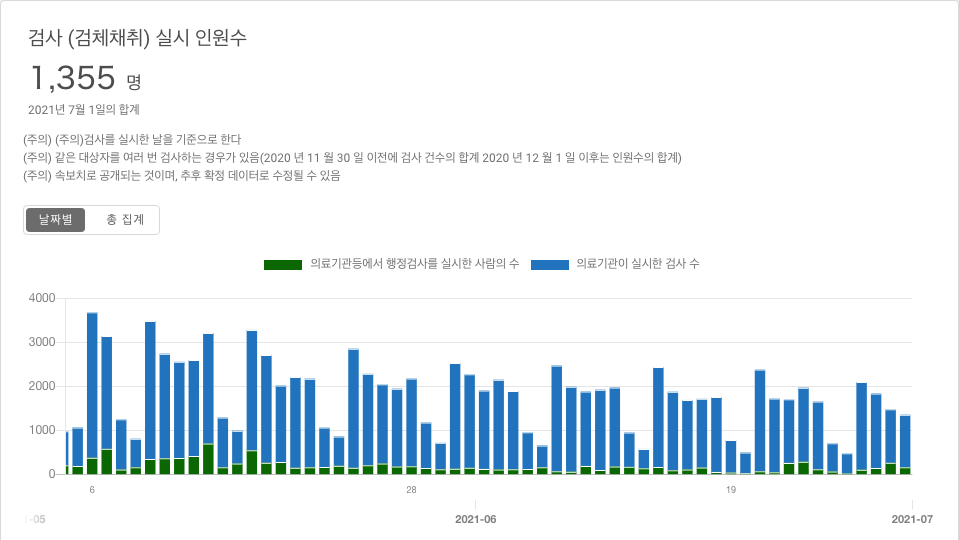 검사 (검체채취) 실시 인원수
1,355 명
2021년 7월 1일의 합계
(주의) (주의)검사를 실시한 날을 기준으로 한다
(주의) 같은 대상자를 여러 번 검사하는 경우가 있음(2020 년 11 월 30 일 이전에 검사 건수의 합계 2020 년 12 월 1 일 이후는 인원수의 합계)
(주의) 속보치로 공개되는 것이며, 추후 확정 데이터로 수정될 수 있음
날짜별 총 집계
의료기관등에서 행정검사를 실시한 사람의 수 의료기관이 실시한 검사 수
4000
3000
2000
1000
0
6 28 19
-05 2021-06 2021-07